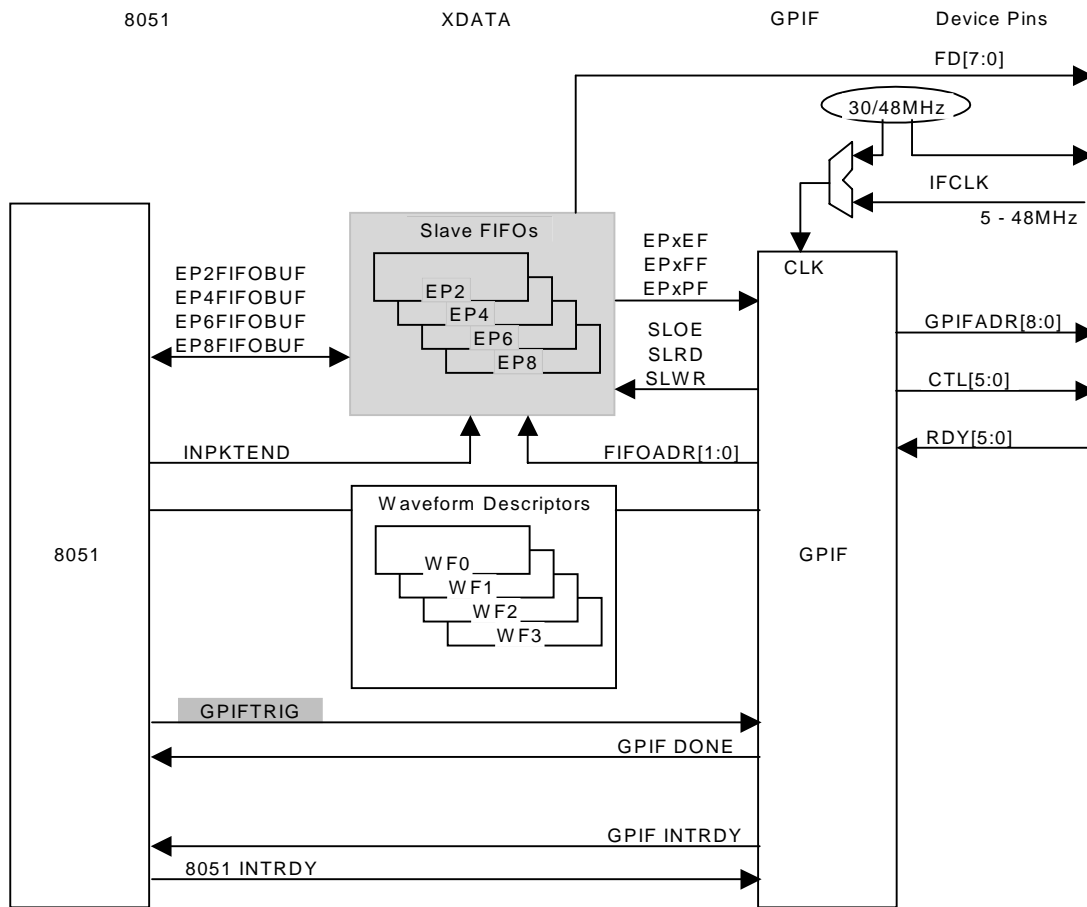 8051
XDATA
GPIF
Device Pins
FD[7:0]
30/48MHz
IFCLK
5 - 48MHz
Slave FIFOs
EP2
EP4
EP6
EP8
EP2FIFOBUF
EP4FIFOBUF
EP6FIFOBUF
EP8FIFOBUF
EPxEF
EPxFF
EPxPF
SLOE
SLRD
SLWR
CLK
GPIFADR[8:0]
CTL[5:0]
RDY[5:0]
INPKTEND
FIFOADR[1:0]
Waveform Descriptors
WF0
WF1
WF2
WF3
8051
GPIF
GPIFTRIG
GPIF DONE
GPIF INTRDY
8051 INTRDY